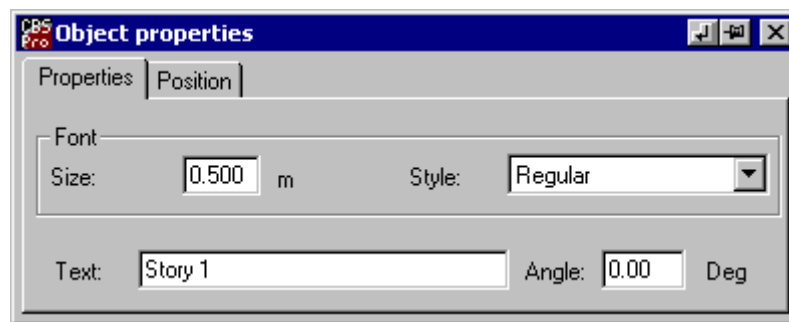 CBS Pro Object properties
Properties Position
Font
Size: 0.500 m Style: Regular
Text: Story 1 Angle: 0.00 Deg